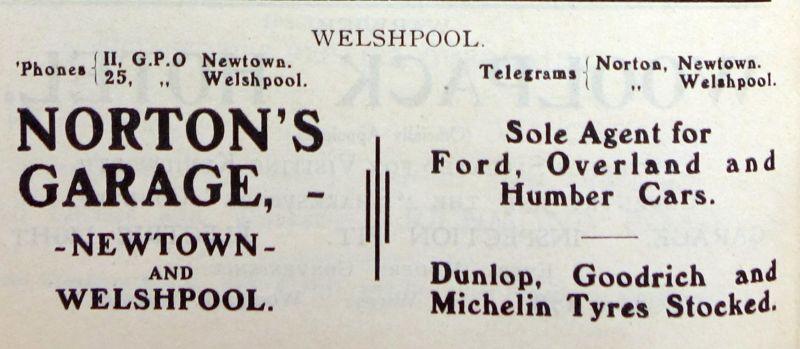 WELSHPOOL.
'Phones { II, G.P.O Newtown.
25, ,, Welshpool.
Telegrams { Norton, Newtown.
,, Welshpool.
NORTON'S
GARAGE, -
-NEWTOWN-
AND
WELSHPOOL.
Sole Agent for
Ford, Overland and
Humber Cars.
Dunlop, Goodrich and
Michelin Tyres Stocked.